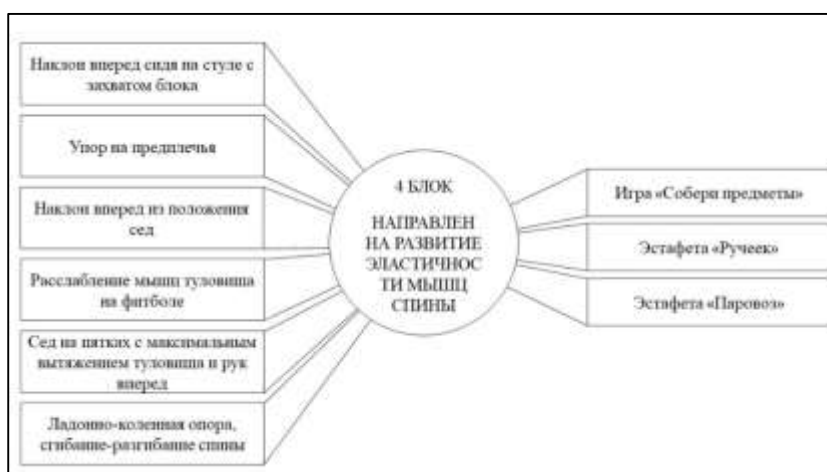 Наклон вперед сидя на стуле с
захватом блока
Упор на предплечья
Наклон вперед из положения
сед
Расслабление мышц туловища
на фитболе
Сед на пятках с максимальным
вытяжением туловища и рук
вперед
Ладонно-коленная опора,
сгибание-разгибание спины
4 БЛОК
НАПРАВЛЕН
НА РАЗВИТИЕ
ЭЛАСТИЧНОС
ТИ МЫШЦ
СПИНЫ
Игра «Собери предметы»
Эстафета «Ручеек»
Эстафета «Паровоз»